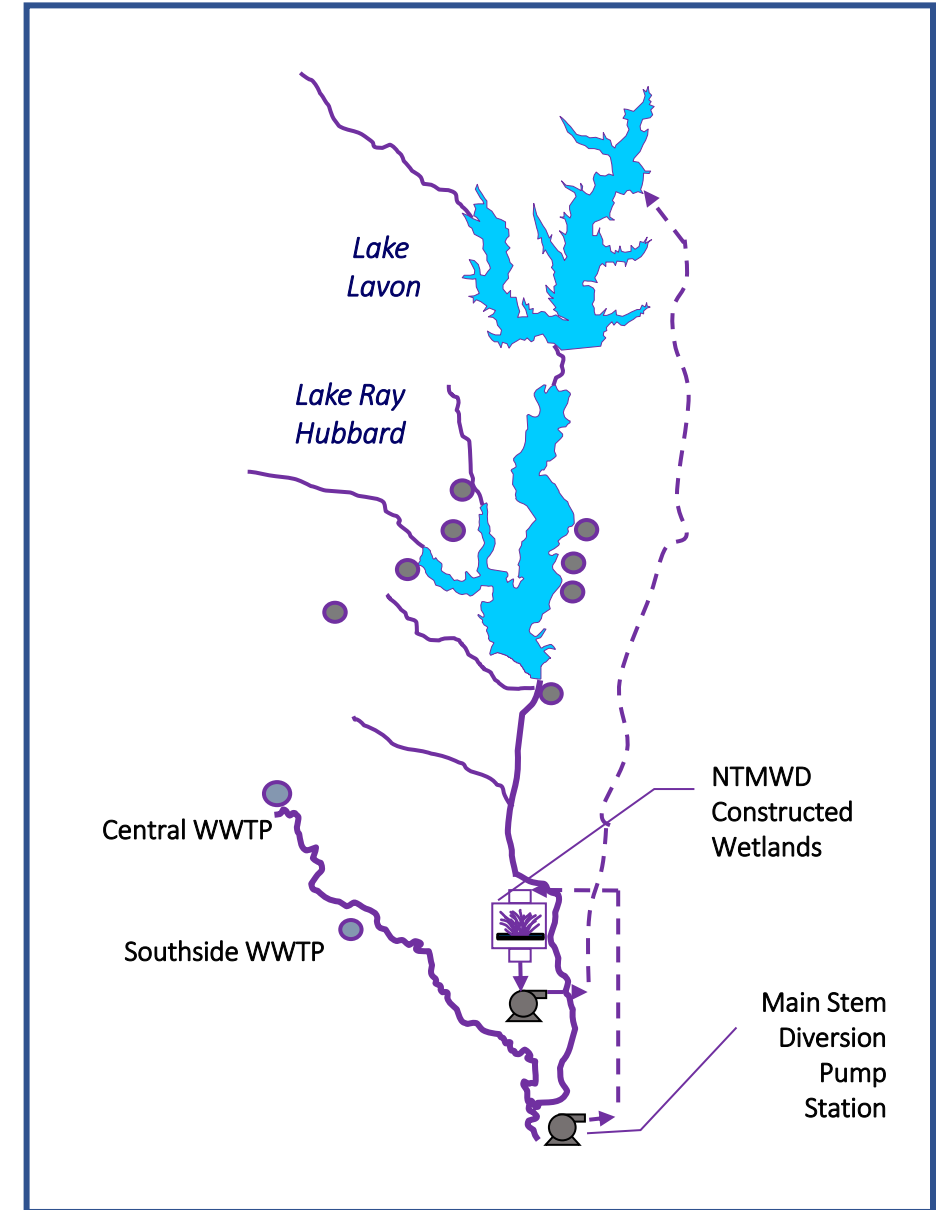 Lake
Lavon
Lake Ray
Hubbard
NTMWD
Constructed
Wetlands
Central WWTP
Southside WWTP
Main Stem
Diversion
Pump
Station